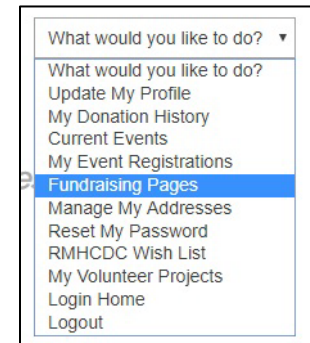 What would you like to do?
What would you like to do?
Update My Profile
My Donation History
Current Events
My Event Registrations
Fundraising Pages
Manage My Addresses
Reset My Password
RMHCDC Wish List
My Volunteer Projects
Login Home
Logout